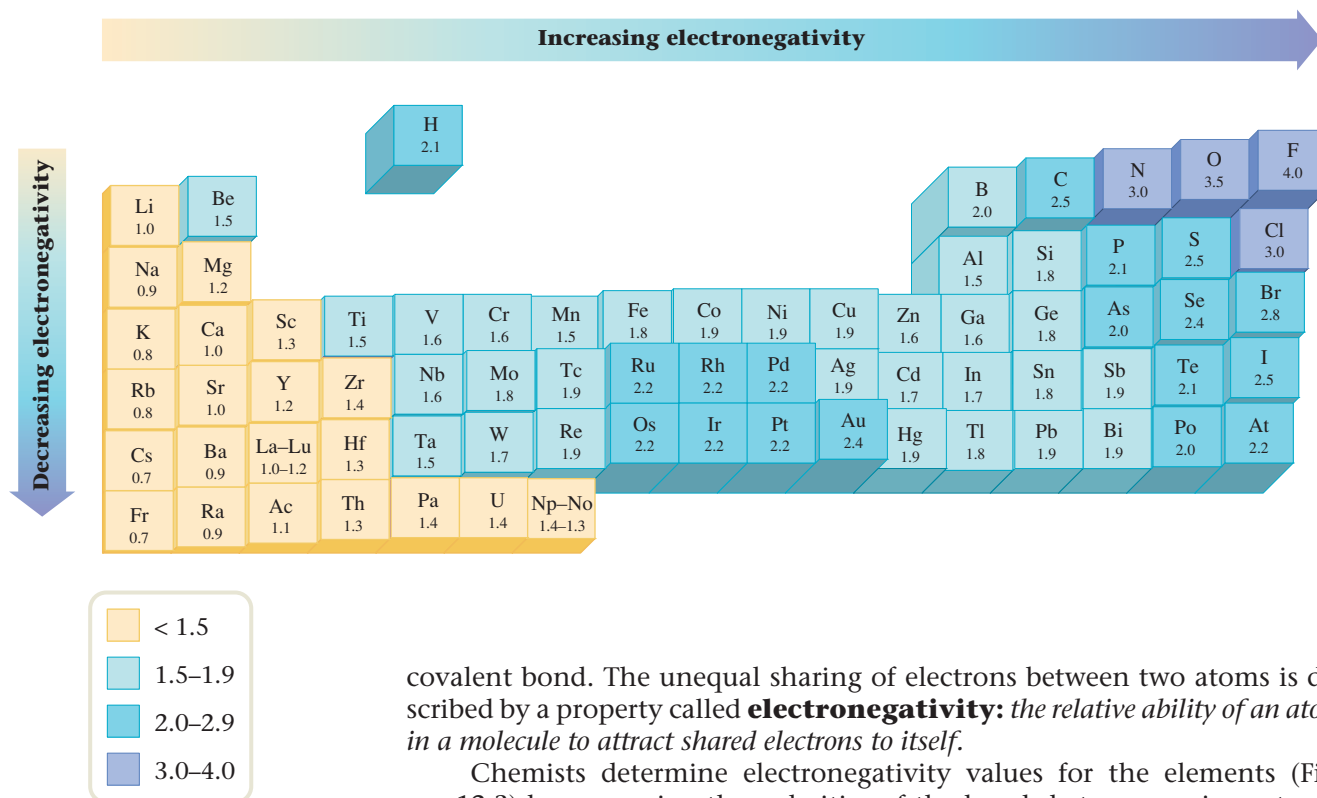 Increasing electronegativity
Decreasing electronegativity
H
2.1
Li
1.0
Be
1.5
B
2.0
C
2.5
N
3.0
O
3.5
F
4.0
Na
0.9
Mg
1.2
Al
1.5
Si
1.8
P
2.1
S
2.5
Cl
3.0
K
0.8
Ca
1.0
Sc
1.3
Ti
1.5
V
1.6
Cr
1.6
Mn
1.5
Fe
1.8
Co
1.9
Ni
1.9
Cu
1.9
Zn
1.6
Ga
1.6
Ge
1.8
As
2.0
Se
2.4
Br
2.8
Rb
0.8
Sr
1.0
Y
1.2
Zr
1.4
Nb
1.6
Mo
1.8
Tc
1.9
Ru
2.2
Rh
2.2
Pd
2.2
Ag
1.9
Cd
1.7
In
1.7
Sn
1.8
Sb
1.9
Te
2.1
I
2.5
Cs
0.7
Ba
0.9
La–Lu
1.0–1.2
Hf
1.3
Ta
1.5
W
1.7
Re
1.9
Os
2.2
Ir
2.2
Pt
2.2
Au
2.4
Hg
1.9
Tl
1.8
Pb
1.9
Bi
1.9
Po
2.0
At
2.2
Fr
0.7
Ra
0.9
Ac
1.1
Th
1.3
Pa
1.4
U
1.4
Np–No
1.4–1.3
< 1.5
1.5–1.9
2.0–2.9
3.0–4.0
covalent bond. The unequal sharing of electrons between two atoms is d
scribed by a property called electronegativity: the relative ability of an ato
in a molecule to attract shared electrons to itself.
Chemists determine electronegativity values for the elements (Fi